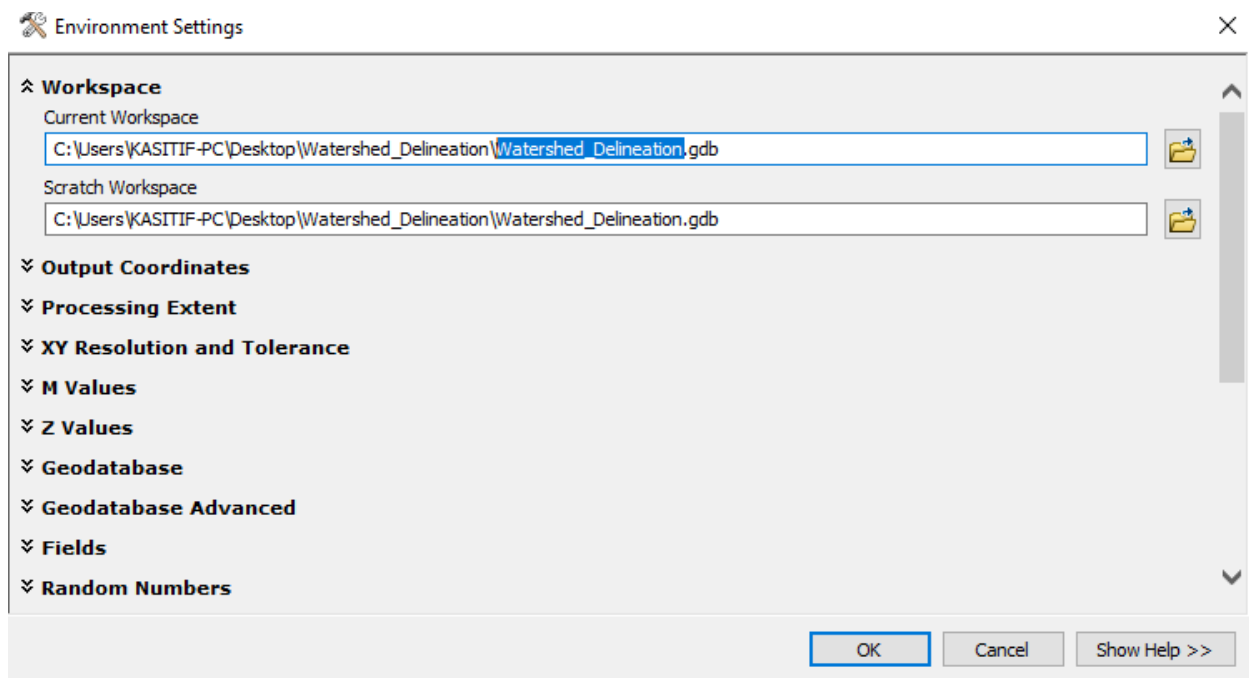 Environment Settings
Workspace
Current Workspace
C:\Users\KASITIF-PC\Desktop\Watershed_Delineation\Watershed_Delineation.gdb
Scratch Workspace
C:\Users\KASITIF-PC\Desktop\Watershed_Delineation\Watershed_Delineation.gdb
Output Coordinates
Processing Extent
XY Resolution and Tolerance
M Values
Z Values
Geodatabase
Geodatabase Advanced
Fields
Random Numbers
OK Cancel Show Help >>